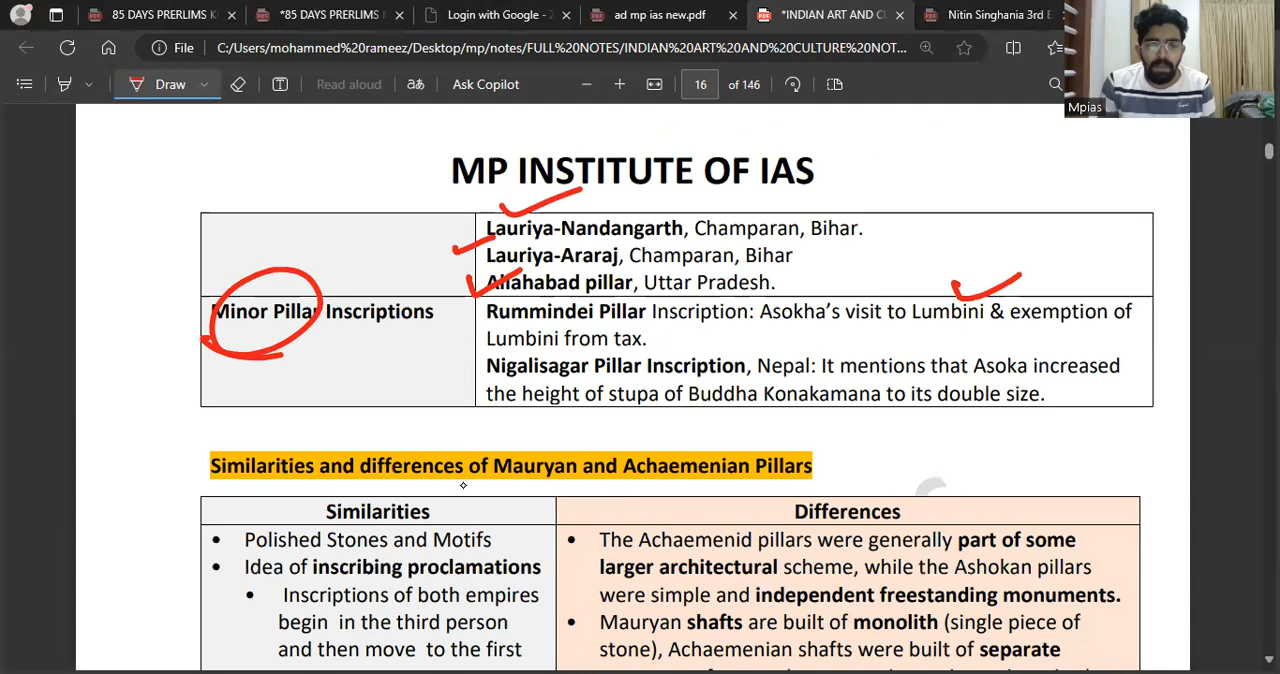 85 DAYS PRERLIMS K
*85 DAYS PRERLIMS
Login with Google - Z
ad mp ias new.pdf
*INDIAN ART AND CU
Nitin Singhania 3rd E
File
C:/Users/mohammed%20rameez/Desktop/mp/notes/FULL%20NOTES/INDIAN%20ART%20AND%20CULTURE%20NOT...
Draw
Read aloud
aあ
Ask Copilot
16
of 146
Mpias
MP INSTITUTE OF IAS
Lauriya-Nandangarth, Champaran, Bihar.
Lauriya-Araraj, Champaran, Bihar
Allahabad pillar, Uttar Pradesh.
Minor Pillar Inscriptions
Rummindei Pillar Inscription: Asokha's visit to Lumbini & exemption of
Lumbini from tax.
Nigalisagar Pillar Inscription, Nepal: It mentions that Asoka increased
the height of stupa of Buddha Konakamana to its double size.
Similarities and differences of Mauryan and Achaemenian Pillars
Similarities
Differences
• Polished Stones and Motifs
• Idea of inscribing proclamations
• Inscriptions of both empires
begin in the third person
and then move to the first
• The Achaemenid pillars were generally part of some
larger architectural scheme, while the Ashokan pillars
were simple and independent freestanding monuments.
• Mauryan shafts are built of monolith (single piece of
stone), Achaemenian shafts were built of separate